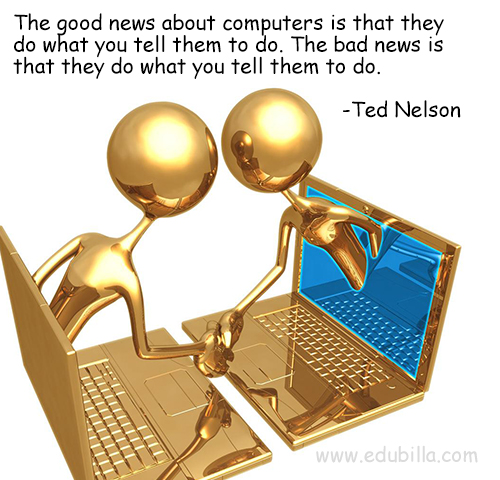 The good news about computers is that they
do what you tell them to do. The bad news is
that they do what you tell them to do.
-Ted Nelson
www.edubilla.com